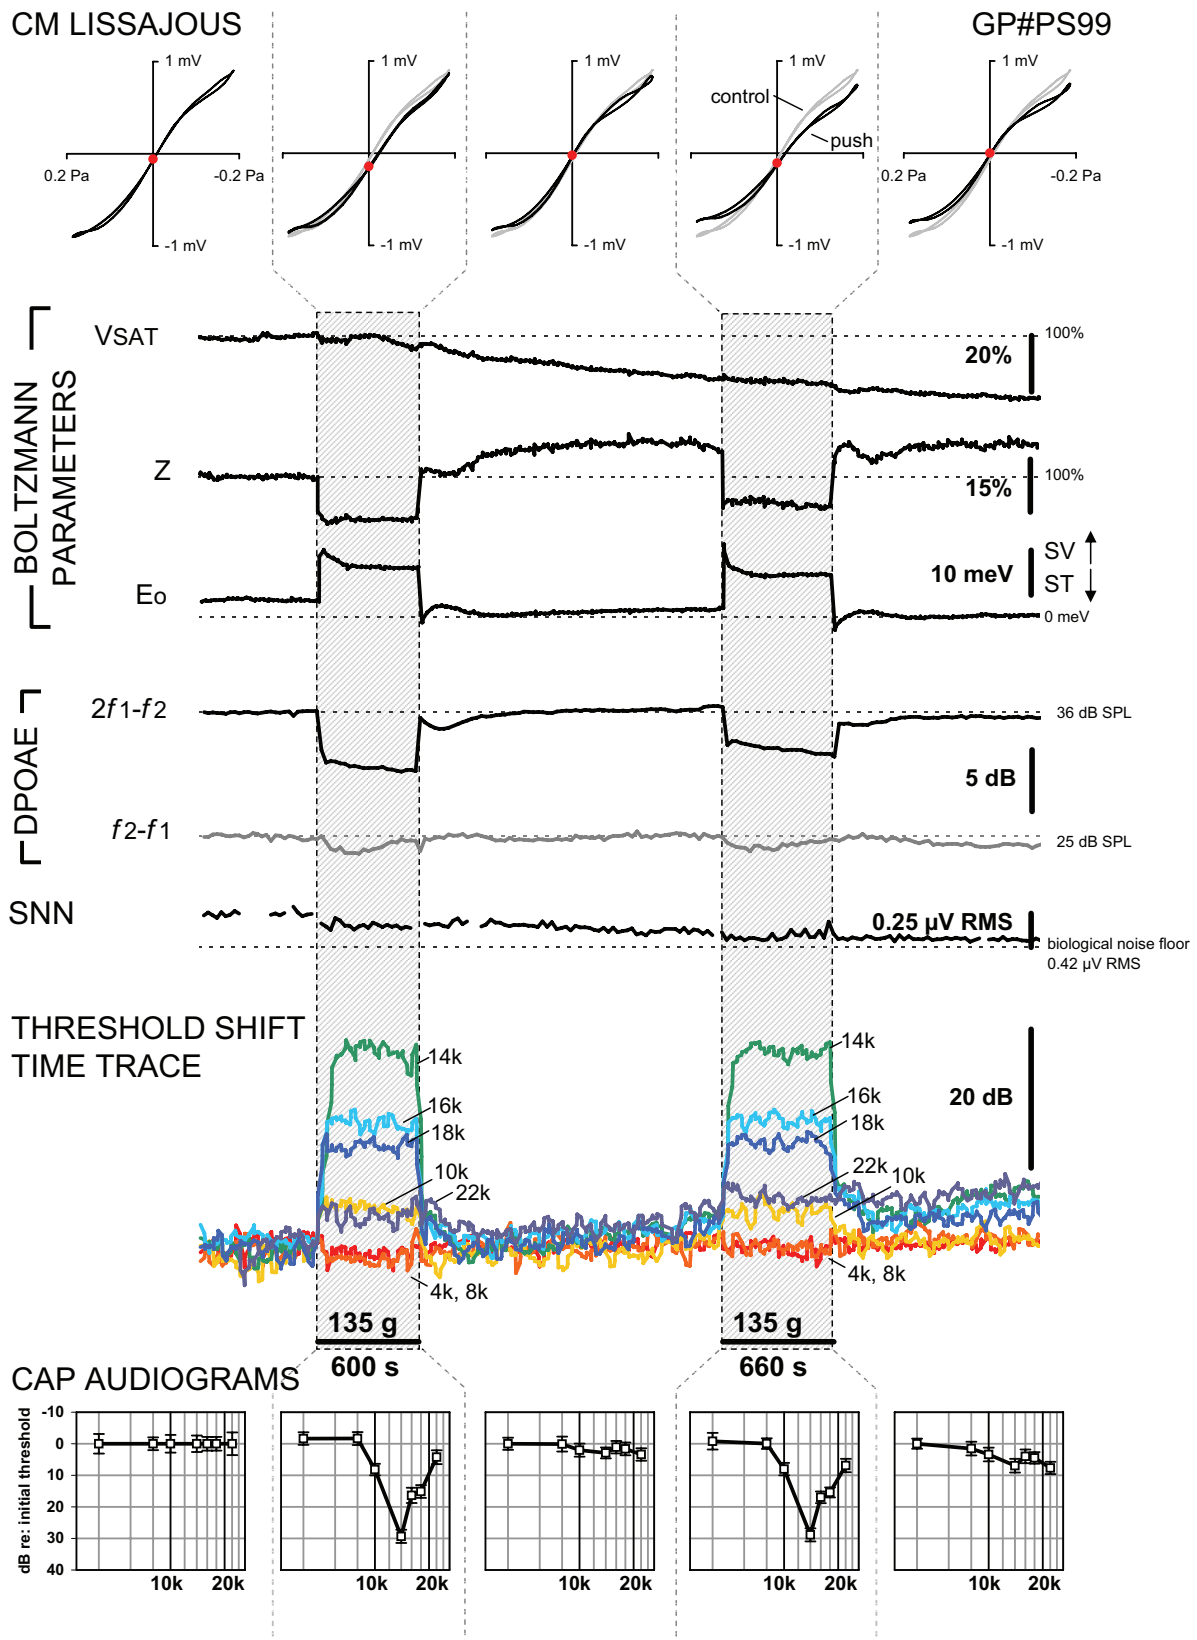 CM LISSAJOUS
GP#PS99
1 mV
1 mV
1 mV
1 mV
1 mV
control
push
0.2 Pa
-0.2 Pa
0.2 Pa
-0.2 Pa
-1 mV
-1 mV
-1 mV
-1 mV
-1 mV
BOLTZMANN
PARAMETERS
VSAT
100%
20%
Z
100%
15%
Eo
10 meV
SV
ST
0 meV
DPOAE
2f1-f2
36 dB SPL
5 dB
f2-f1
25 dB SPL
SNN
0.25 µV RMS
biological noise floor
0.42 µV RMS
THRESHOLD SHIFT
TIME TRACE
14k
16k
18k
10k
22k
4k, 8k
14k
16k
18k
22k
10k
4k, 8k
20 dB
135 g
600 s
135 g
660 s
CAP AUDIOGRAMS
dB re: initial threshold
-10
0
10
20
30
40
10k 20k
10k 20k
10k 20k
10k 20k
10k 20k